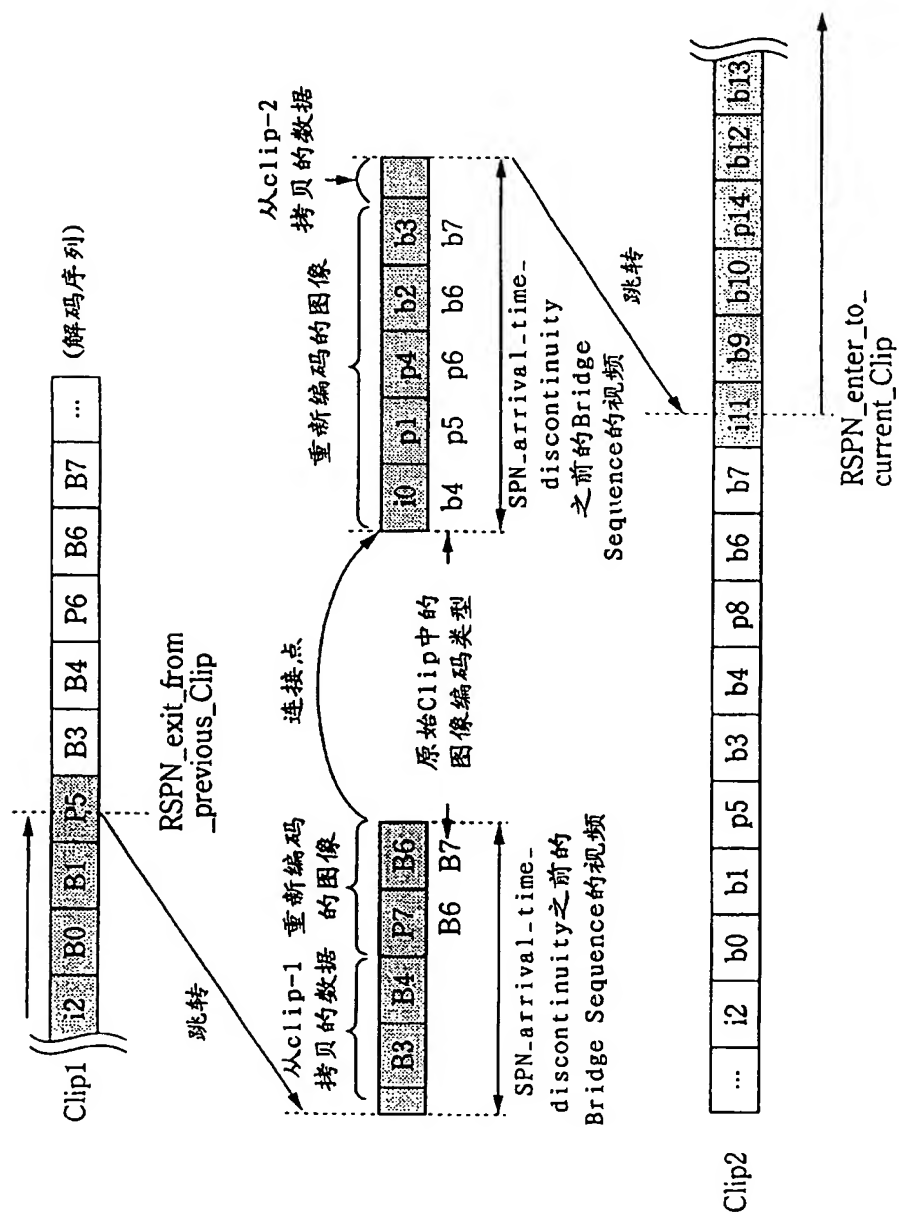 Clip1
i2 B0 B1 P5 B3 B4 P6 B6 B7 …
(解码序列)
RSPN_exit_from
_previous_Clip
跳转
从clip-1
拷贝的数据
重新编码
的图像
B3 B4 P7 B6
B6 B7
SPN_arrival_time_
discontinuity之前的
Bridge Sequence的视频
连接点
原始Clip中的
图像编码类型
重新编码的图像
从clip-2
拷贝的数据
i0 p1 p4 b2 b3
b4 p5 p6 b6 b7
SPN_arrival_time_
discontinuity
之前的Bridge
Sequence的视频
跳转
Clip2
… i2 b0 b1 p5 b3 b4 p8 b6 b7 i11 b9 b10 p14 b12 b13
RSPN_enter_to_
current_Clip